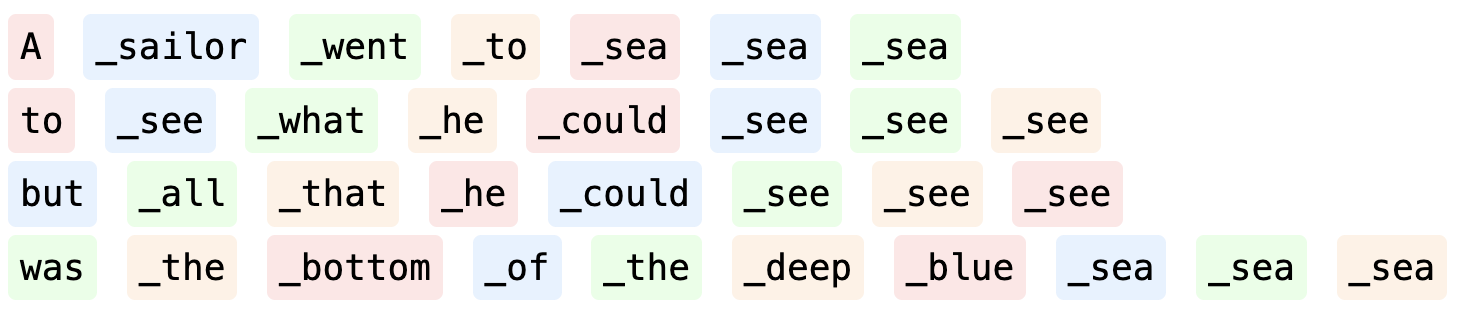 A _sailor _went _to _sea _sea _sea
to _see _what _he _could _see _see _see
but _all _that _he _could _see _see _see
was _the _bottom _of _the _deep _blue _sea _sea _sea